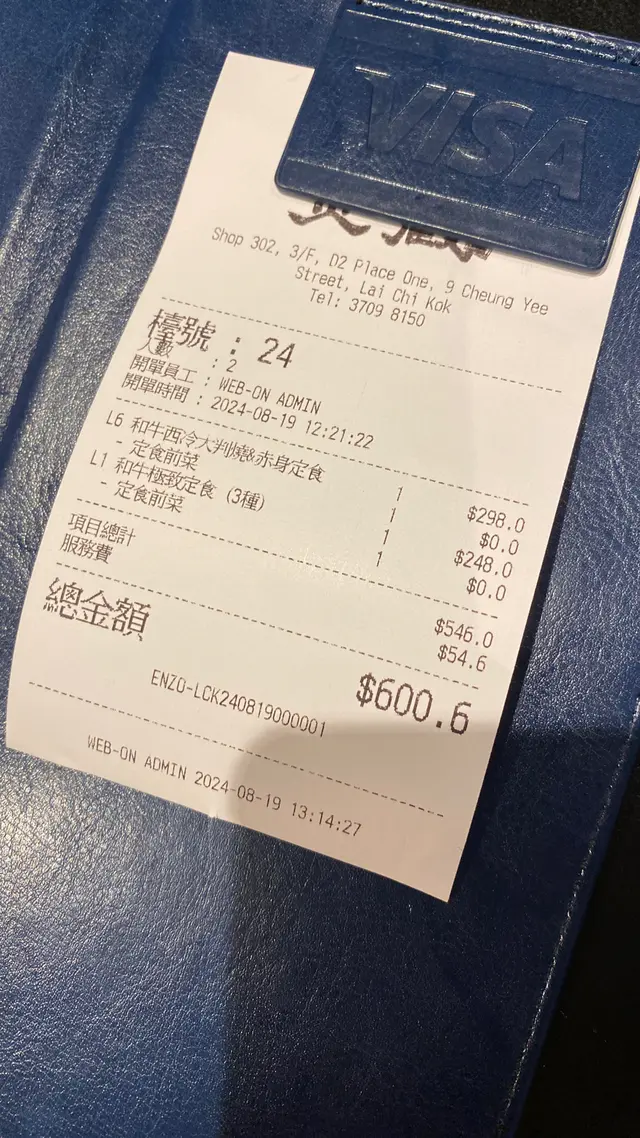 VISA
Shop 302, 3/F, D2 Place One, 9 Cheung Yee
Street, Lai Chi Kok
Tel: 3709 8150
檯號 : 24
人數 : 2
開單員工 : WEB-ON ADMIN
開單時間 : 2024-08-19 12:21:22
L6 和牛西冷大判燒&赤身定食 1 $298.0
- 定食前菜 1 $0.0
L1 和牛極致定食 (3種) 1 $248.0
- 定食前菜 1 $0.0
項目總計 $546.0
服務費 $54.6
總金額 $600.6
ENZO-LCK240819000001
WEB-ON ADMIN 2024-08-19 13:14:27